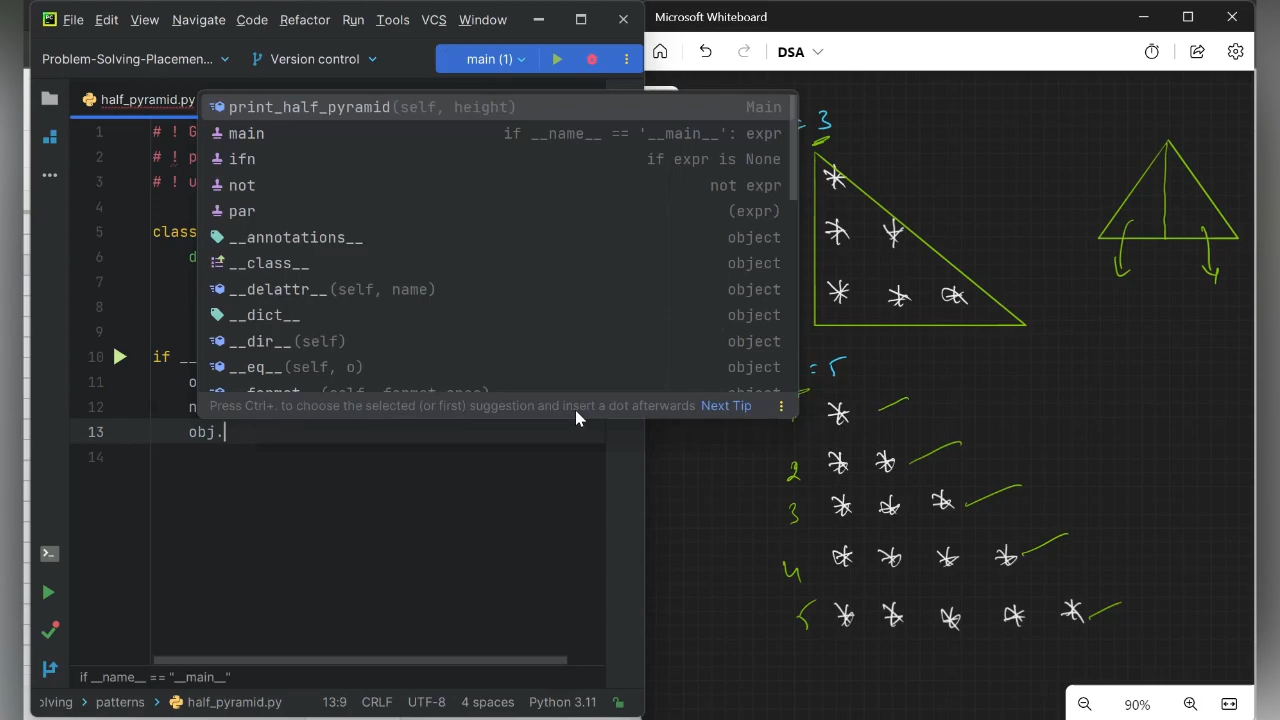 File Edit View Navigate Code Refactor Run Tools VCS Window
Microsoft Whiteboard
Problem-Solving-Placemen... Version control main (1)
DSA
half_pyramid.py
print_half_pyramid(self, height) Main
main if __name__ == '__main__': expr
ifn if expr is None
not not expr
par (expr)
__annotations__ object
__class__ object
__delattr__(self, name) object
__dict__ object
__dir__(self) object
__eq__(self, o) object
Press Ctrl+. to choose the selected (or first) suggestion and insert a dot afterwards Next Tip
1 # ! G
2 # ! p
3 # ! u
4
5 class
6 d
7
8
9
10 if __
11 o
12 n
13 obj.
14
if __name__ == "__main__"
olving patterns half_pyramid.py 13:9 CRLF UTF-8 4 spaces Python 3.11
= 3
*
* *
* * *
= 5
*
2 * *
3 * * *
4 * * * *
5 * * * * *
90%